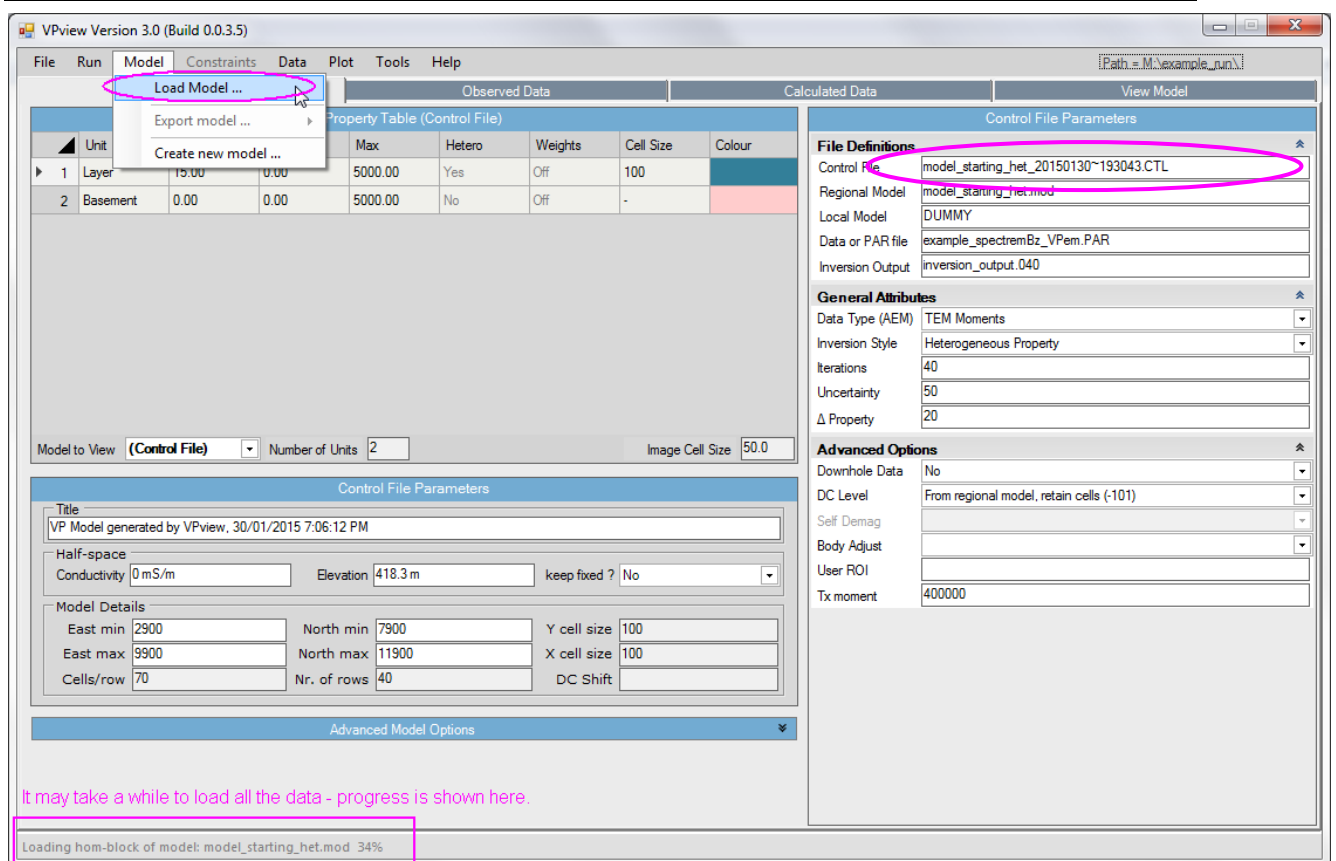 VPview Version 3.0 (Build 0.0.3.5)
File Run Model Constraints Data Plot Tools Help Path = M:\example_run\
Load Model ...
Export model ...
Create new model ...
Observed Data Calculated Data View Model
Property Table (Control File)
Unit Max Hetero Weights Cell Size Colour
1 Layer 15.00 0.00 5000.00 Yes Off 100
2 Basement 0.00 0.00 5000.00 No Off -
Model to View (Control File) Number of Units 2 Image Cell Size 50.0
Control File Parameters
Title
VP Model generated by VPview, 30/01/2015 7:06:12 PM
Half-space
Conductivity 0 mS/m Elevation 418.3 m keep fixed ? No
Model Details
East min 2900 North min 7900 Y cell size 100
East max 9900 North max 11900 X cell size 100
Cells/row 70 Nr. of rows 40 DC Shift
Advanced Model Options
Control File Parameters
File Definitions
Control File model_starting_het_20150130~193043.CTL
Regional Model model_starting_het.mod
Local Model DUMMY
Data or PAR file example_spectremBz_VPem.PAR
Inversion Output inversion_output.040
General Attributes
Data Type (AEM) TEM Moments
Inversion Style Heterogeneous Property
Iterations 40
Uncertainty 50
Δ Property 20
Advanced Options
Downhole Data No
DC Level From regional model, retain cells (-101)
Self Demag
Body Adjust
User ROI
Tx moment 400000
It may take a while to load all the data - progress is shown here.
Loading hom-block of model: model_starting_het.mod 34%